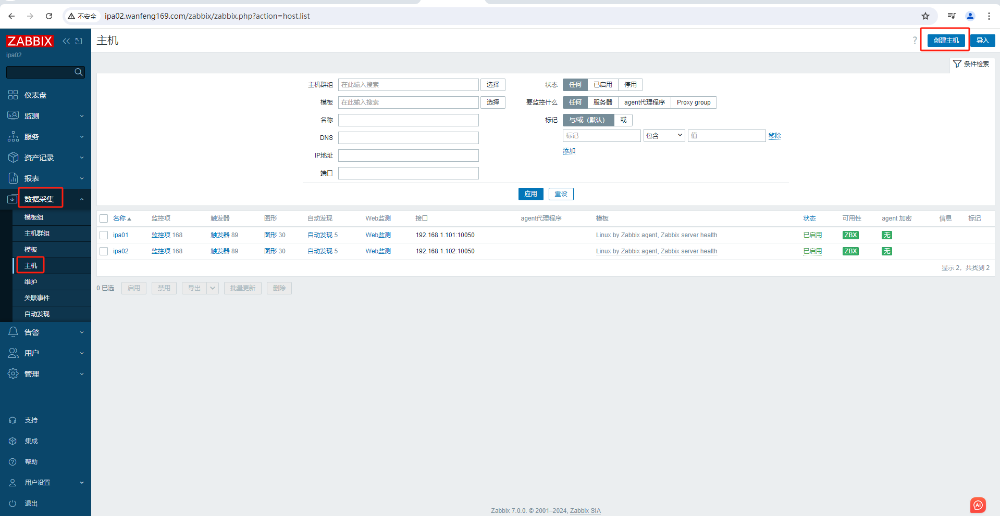 不安全 ipa02.wanfeng169.com/zabbix/zabbix.php?action=host.list
ZABBIX
ipa02
仪表盘
监测
服务
资产记录
报表
数据采集
模板组
主机群组
模板
主机
维护
关联事件
自动发现
告警
用户
管理
支持
集成
帮助
用户设置
退出
主机
? 创建主机 导入
条件检索
主机群组 在此输入搜索 选择
模板 在此输入搜索 选择
名称
DNS
IP地址
端口
状态 任何 已启用 停用
要监控什么 任何 服务器 agent代理程序 Proxy group
标记 与/或（默认） 或
标记 包含 值 移除
添加
应用 重设
名称 监控项 触发器 图形 自动发现 Web监测 接口 agent代理程序 模板 状态 可用性 agent 加密 信息 标记
ipa01 监控项 168 触发器 89 图形 30 自动发现 5 Web监测 192.168.1.101:10050 Linux by Zabbix agent, Zabbix server health 已启用 ZBX 无
ipa02 监控项 168 触发器 89 图形 30 自动发现 5 Web监测 192.168.1.102:10050 Linux by Zabbix agent, Zabbix server health 已启用 ZBX 无
显示 2，共找到 2
0 已选 启用 禁用 导出 批量更新 删除
Zabbix 7.0.0. © 2001–2024, Zabbix SIA
AI